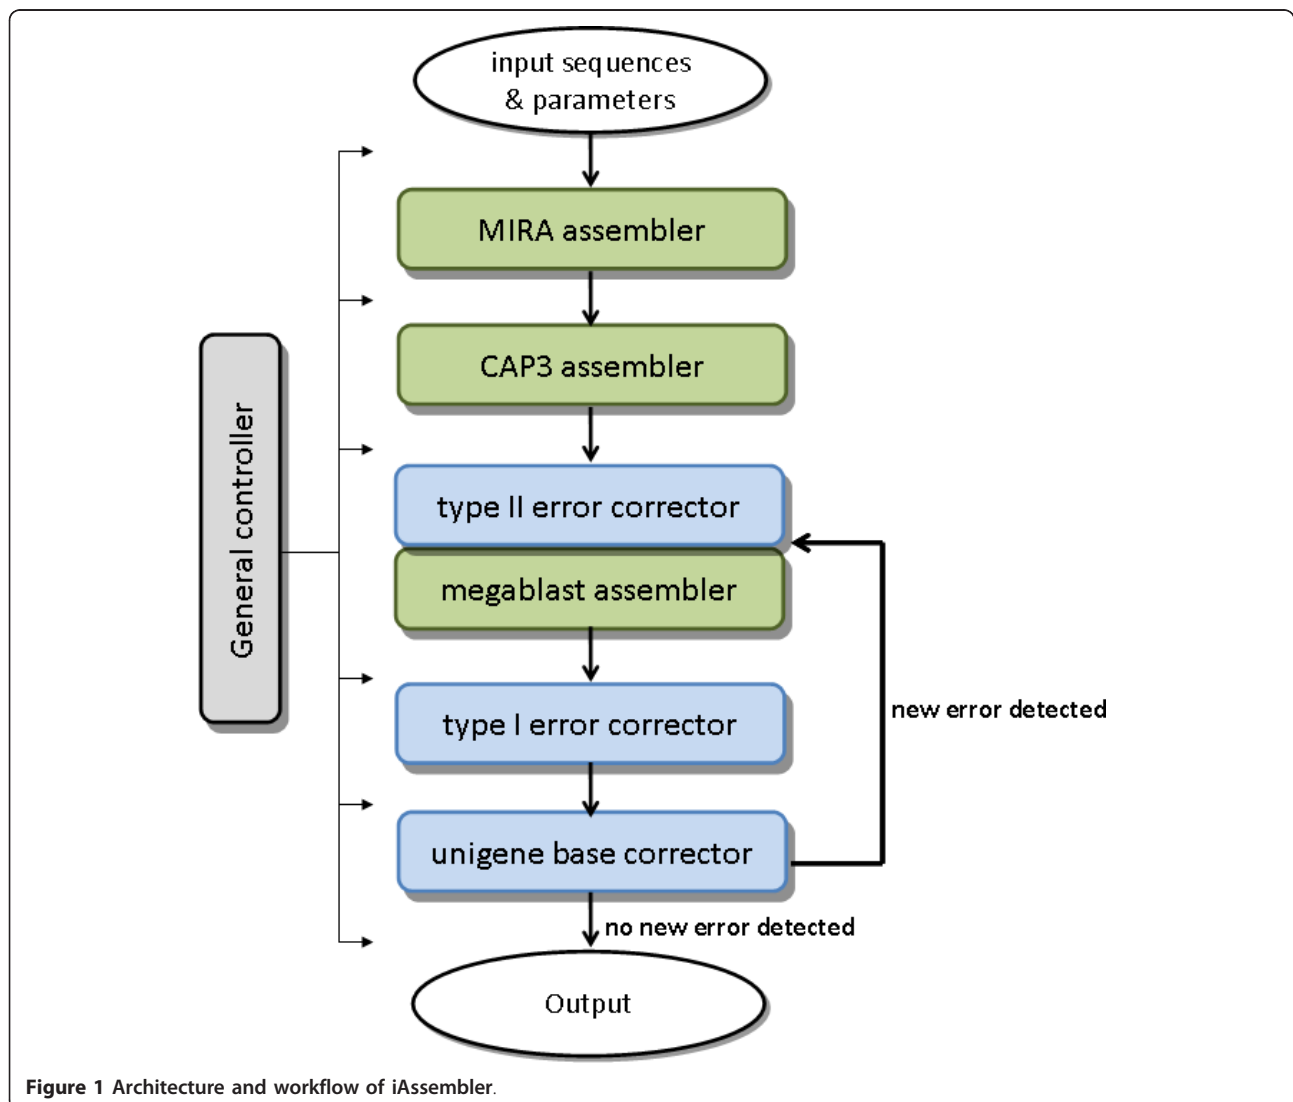 input sequences
& parameters
MIRA assembler
CAP3 assembler
General controller
type II error corrector
megablast assembler
type I error corrector
new error detected
unigene base corrector
no new error detected
Output
Figure 1 Architecture and workflow of iAssembler.